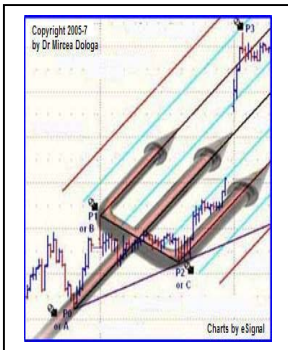 Copyright 2005-7
by Dr Mircea Dologa
P3
P1
or B
P2
or C
P0
or A
Charts by eSignal